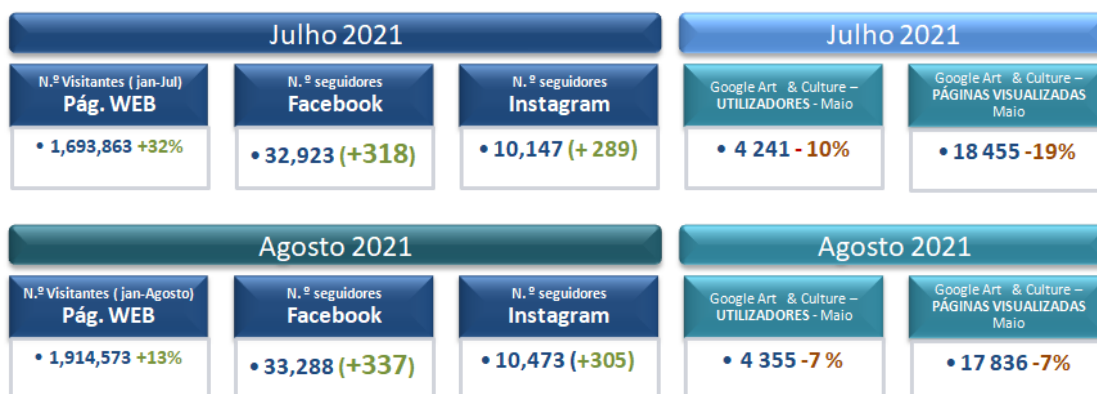 Julho 2021
N.º Visitantes ( jan-Jul)
Pág. WEB
• 1,693,863 +32%
N.º seguidores
Facebook
• 32,923 (+318)
N.º seguidores
Instagram
• 10,147 (+ 289)
Julho 2021
Google Art & Culture –
UTILIZADORES - Maio
• 4 241 - 10%
Google Art & Culture –
PÁGINAS VISUALIZADAS
Maio
• 18 455 -19%
Agosto 2021
N.º Visitantes ( jan-Agosto)
Pág. WEB
• 1,914,573 +13%
N. º seguidores
Facebook
• 33,288 (+337)
N. º seguidores
Instagram
• 10,473 (+305)
Agosto 2021
Google Art & Culture –
UTILIZADORES - Maio
• 4 355 -7 %
Google Art & Culture –
PÁGINAS VISUALIZADAS
Maio
• 17 836 -7%